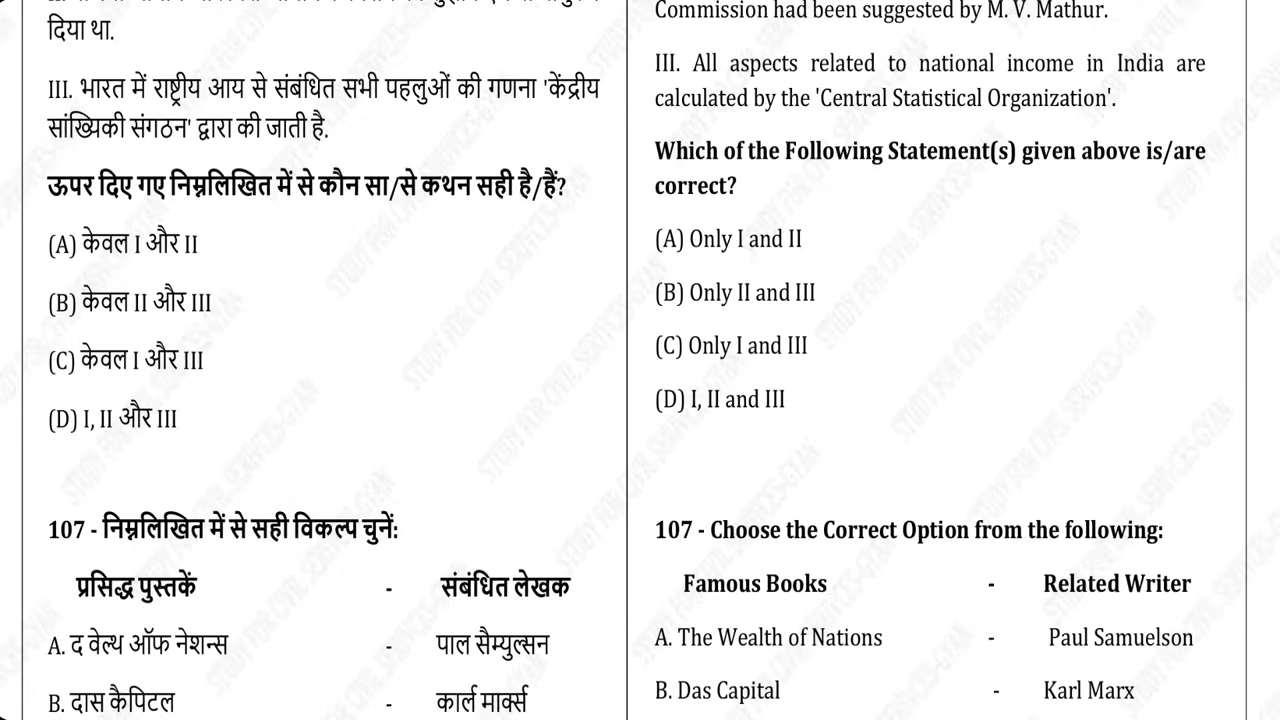 दिया था.
III. भारत में राष्ट्रीय आय से संबंधित सभी पहलुओं की गणना 'केंद्रीय
सांख्यिकी संगठन' द्वारा की जाती है.
ऊपर दिए गए निम्नलिखित में से कौन सा/से कथन सही है/हैं?
(A) केवल I और II
(B) केवल II और III
(C) केवल I और III
(D) I, II और III
107 - निम्नलिखित में से सही विकल्प चुनें:
प्रसिद्ध पुस्तकें - संबंधित लेखक
A. द वेल्थ ऑफ नेशन्स - पाल सैम्युल्सन
B. दास कैपिटल - कार्ल मार्क्स
Commission had been suggested by M. V. Mathur.
III. All aspects related to national income in India are
calculated by the 'Central Statistical Organization'.
Which of the Following Statement(s) given above is/are
correct?
(A) Only I and II
(B) Only II and III
(C) Only I and III
(D) I, II and III
107 - Choose the Correct Option from the following:
Famous Books - Related Writer
A. The Wealth of Nations - Paul Samuelson
B. Das Capital - Karl Marx
STUDY FOR CIVIL SERVICES-GYAN